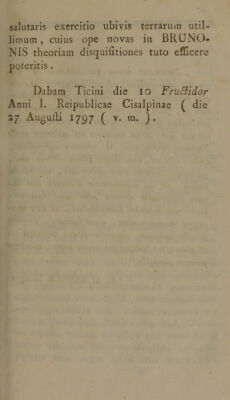 salutaris exercitio ubivis terrarum util-
limum, cuius ope novas in BRUNO-
NIS theoriam disquiſitiones tuto efficere
poteritis.
Dabam Ticini die 10 Fructidor
Anni I. Reipublicae Cisalpinae ( die
27 Auguſti 1797 ( v. m. ).